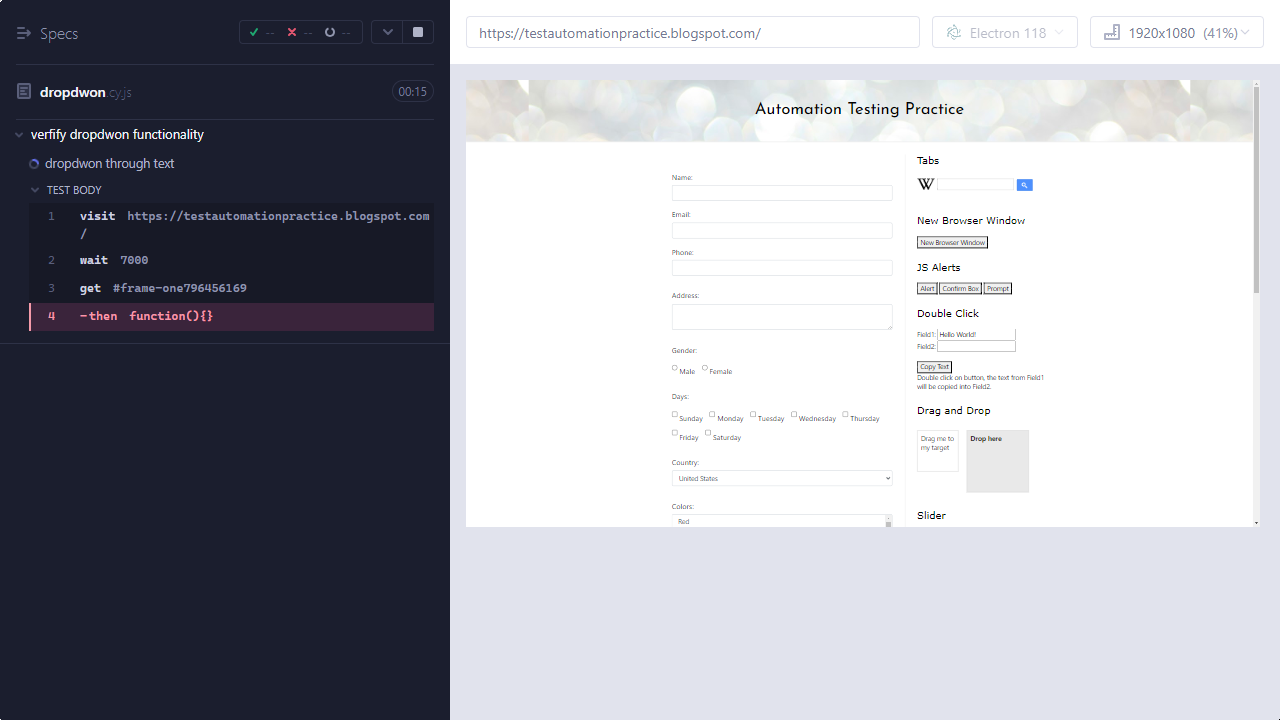 Specs
--
--
--
dropdwon.cy.js
00:15
verfify dropdwon functionality
dropdwon through text
TEST BODY
1 visit https://testautomationpractice.blogspot.com
/
2 wait 7000
3 get #frame-one796456169
4 -then function(){}
https://testautomationpractice.blogspot.com/
Electron 118
1920x1080 (41%)
Automation Testing Practice
Name:
Email:
Phone:
Address:
Gender:
Male Female
Days:
Sunday Monday Tuesday Wednesday Thursday
Friday Saturday
Country:
United States
Colors:
Red
Tabs
W
New Browser Window
New Browser Window
JS Alerts
Alert Confirm Box Prompt
Double Click
Field1: Hello World!
Field2:
Copy Text
Double click on button, the text from Field1
will be copied into Field2.
Drag and Drop
Drag me to
my target
Drop here
Slider